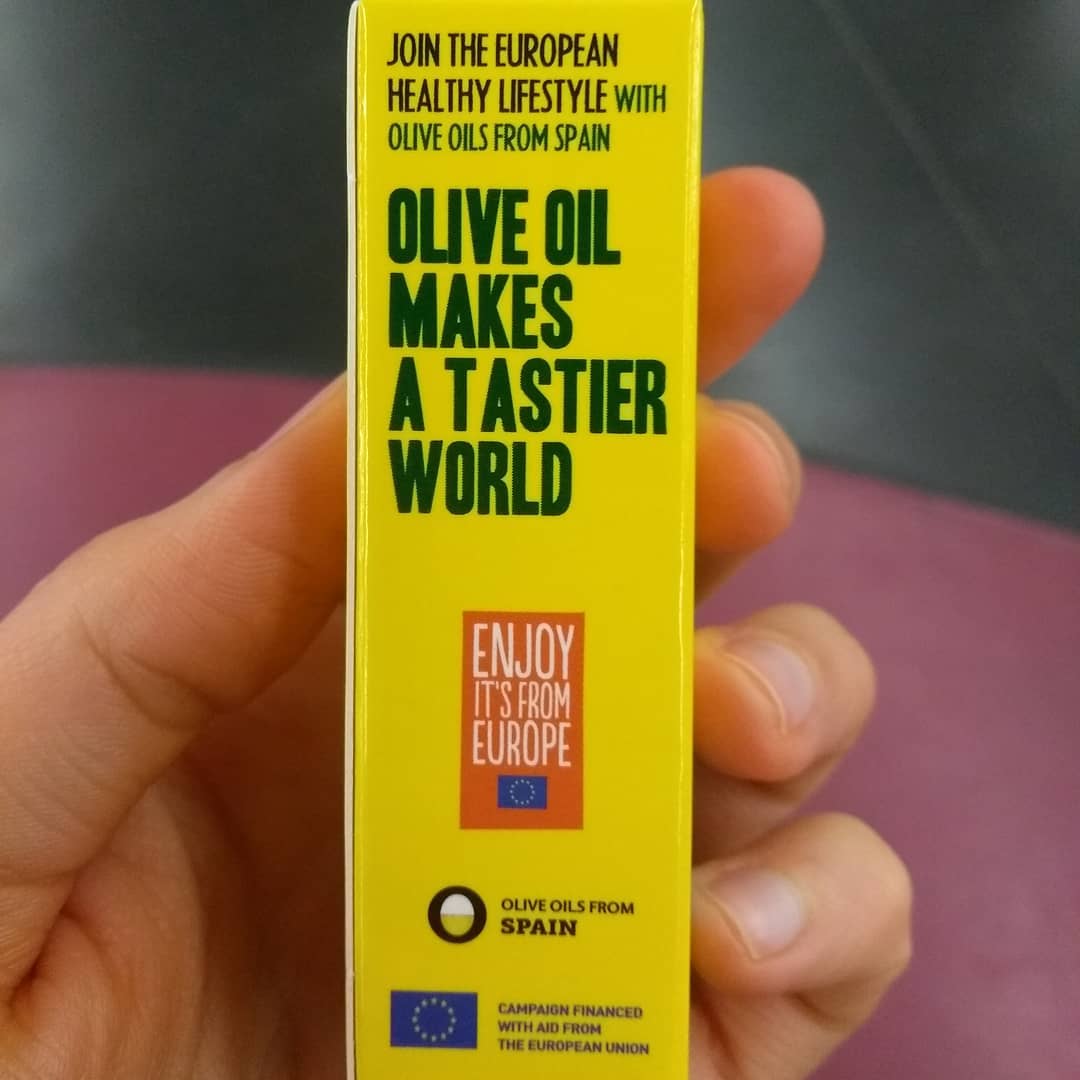 JOIN THE EUROPEAN
HEALTHY LIFESTYLE WITH
OLIVE OILS FROM SPAIN
OLIVE OIL
MAKES
A TASTIER
WORLD
ENJOY
IT'S FROM
EUROPE
OLIVE OILS FROM
SPAIN
CAMPAIGN FINANCED
WITH AID FROM
THE EUROPEAN UNION